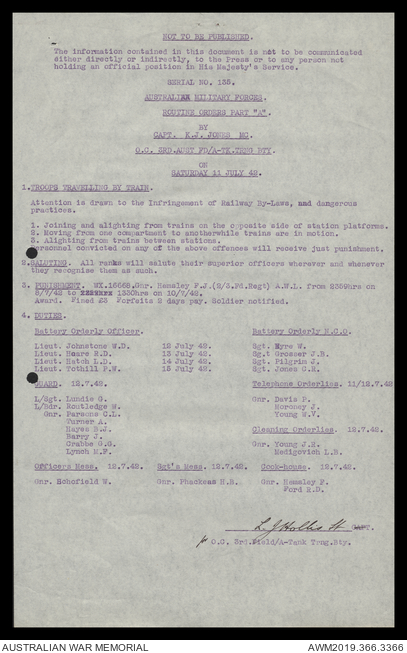 NOT TO BE PUBLISHED.
The information contained in this document is not to be communicated
either directly or indirectly, to the Press or to any person not
holding an official position in His Majesty's Service.
SERIAL NO. 135.
AUSTRALIAN MILITARY FORCES.
ROUTINE ORDERS PART "A".
BY
CAPT. K.J. JONES MC.
O.C. 3RD.AUST FD/A-TK.TRNG BTY.
ON
SATURDAY 11 JULY 42.
1.TROOPS TRAVELLING BY TRAIN.
Attention is drawn to the Infringement of Railway By-Laws, and dangerous
practices.
1. Joining and alighting from trains on the opposite side of station platforms.
2. Moving from one compartment to anotherwhile trains are in motion.
3. Alighting from trains between stations.
Personnel convicted on any of the above offences will receive just punishment.
2.SALUTING. All ranks will salute their superior officers wherever and whenever
they recognise them as such.
3. PUNISHMENT. WX.16668.Gnr. Hemsley F.J.(2/3.Fd.Regt) A.W.L. from 2359hrs on
8/7/42 to 1330hrs on 10/7/42.
Award. Fined £3 Forfeits 2 days pay. Soldier notified.
4. DUTIES.
Battery Orderly Officer. Battery Orderly N.C.O.
Lieut. Johnstone W.D. 12 July 42. Sgt. Eyre W.
Lieut. Hoare R.D. 13 July 42. Sgt. Grosser J.R.
Lieut. Hatch L.D. 14 July 42. Sgt. Pilgrim J.
Lieut. Tothill P.W. 15 July 42. Sgt. Jones C.R.
GUARD. 12.7.42. Telephone Orderlies. 11/12.7.42
L/Sgt. Lundie G. Gnr. Davis P.
L/Bdr. Routledge W. Moroney J.
Gnr. Parsons C.L. Young W.V.
Turner A.
Hayes B.J. Cleaning Orderlies. 12.7.42.
Barry J.
Crabbe G.G. Gnr. Young J.R.
Lynch M.F. Medigovich L.B.
Officers Mess. 12.7.42. Sgt's Mess. 12.7.42. Cook-house. 12.7.42.
Gnr. Schofield W. Gnr. Phackeas H.B. Gnr. Hemsley F.
Ford R.D.
L. J Hollis Lt CAPT.
O.C. 3rd.Field/A-Tank Trng.Bty.
AUSTRALIAN WAR MEMORIAL AWM2019.366.3366